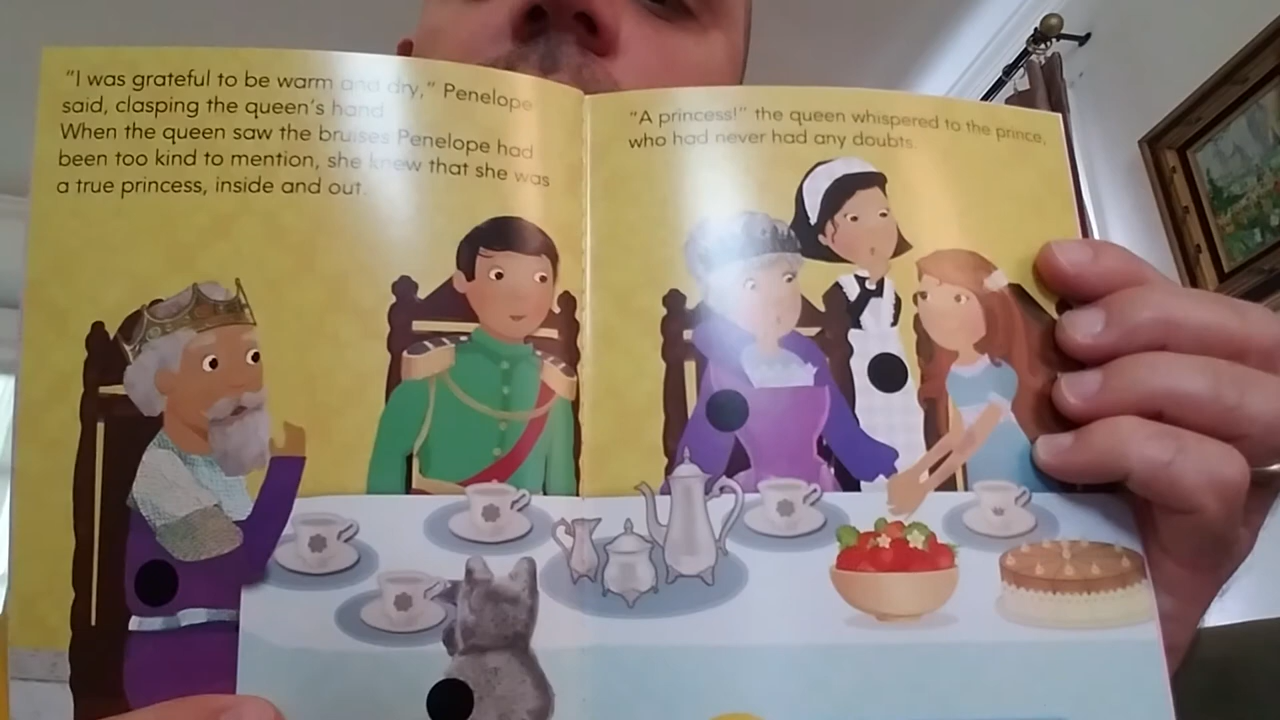 "I was grateful to be warm and dry," Penelope
said, clasping the queen's hand
When the queen saw the bruises Penelope had
been too kind to mention, she knew that she was
a true princess, inside and out.
"A princess!" the queen whispered to the prince,
who had never had any doubts.